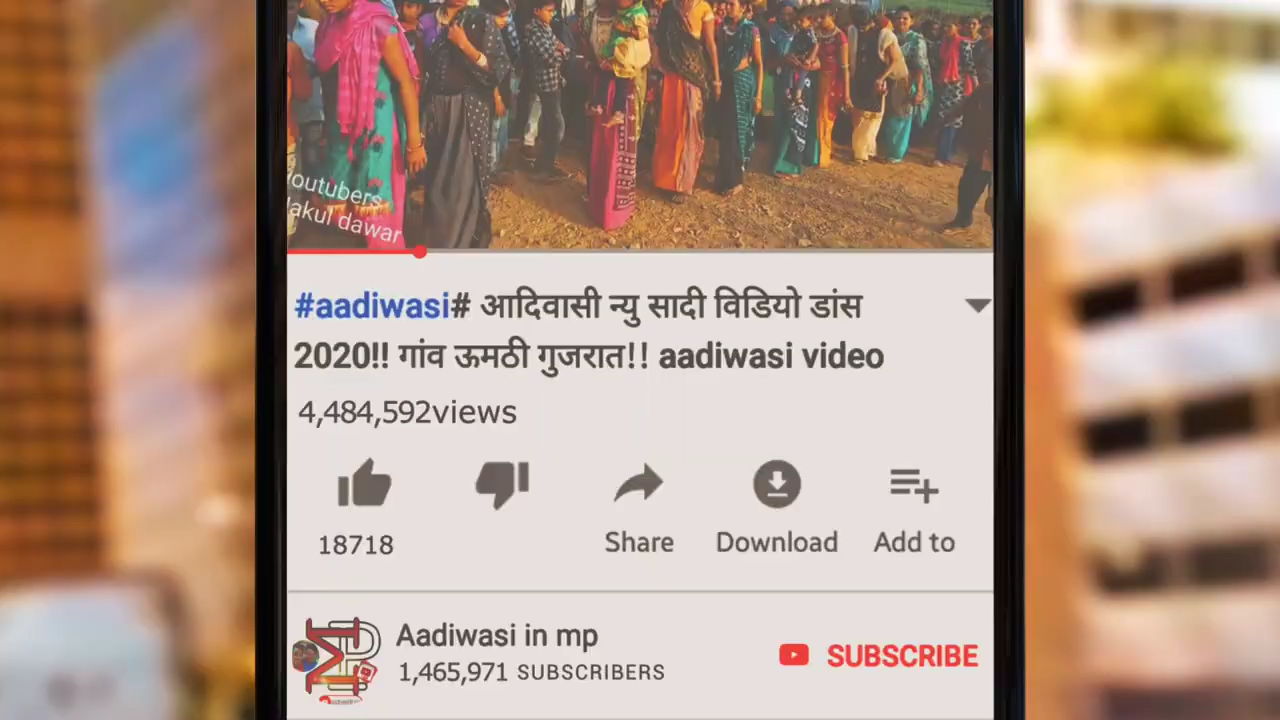 outubers
akul dawar
#aadiwasi# आदिवासी न्यु सादी विडियो डांस
2020!! गांव ऊमठी गुजरात!! aadiwasi video
4,484,592views
18718
Share
Download
Add to
Aadiwasi in mp
1,465,971 SUBSCRIBERS
SUBSCRIBE